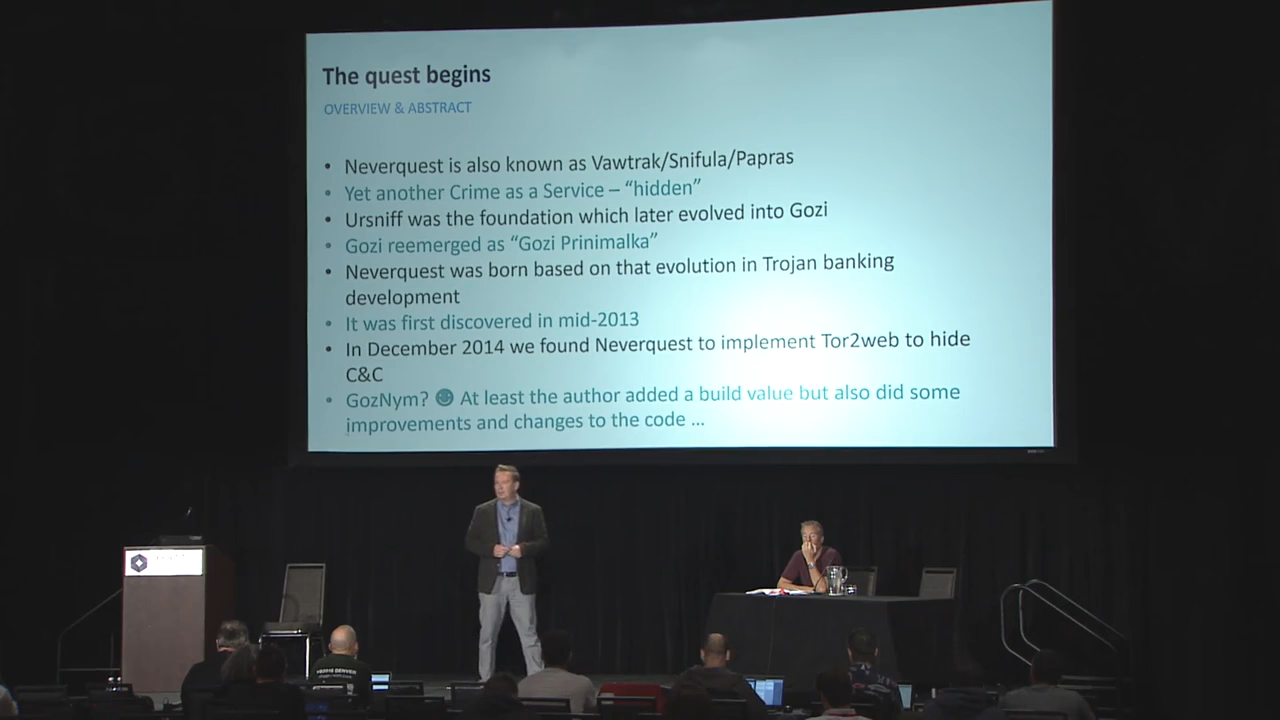 The quest begins
OVERVIEW & ABSTRACT
• Neverquest is also known as Vawtrak/Snifula/Papras
• Yet another Crime as a Service – “hidden”
• Ursniff was the foundation which later evolved into Gozi
• Gozi reemerged as “Gozi Prinimalka”
• Neverquest was born based on that evolution in Trojan banking
development
• It was first discovered in mid-2013
• In December 2014 we found Neverquest to implement Tor2web to hide
C&C
• GozNym? ☻ At least the author added a build value but also did some
improvements and changes to the code ...